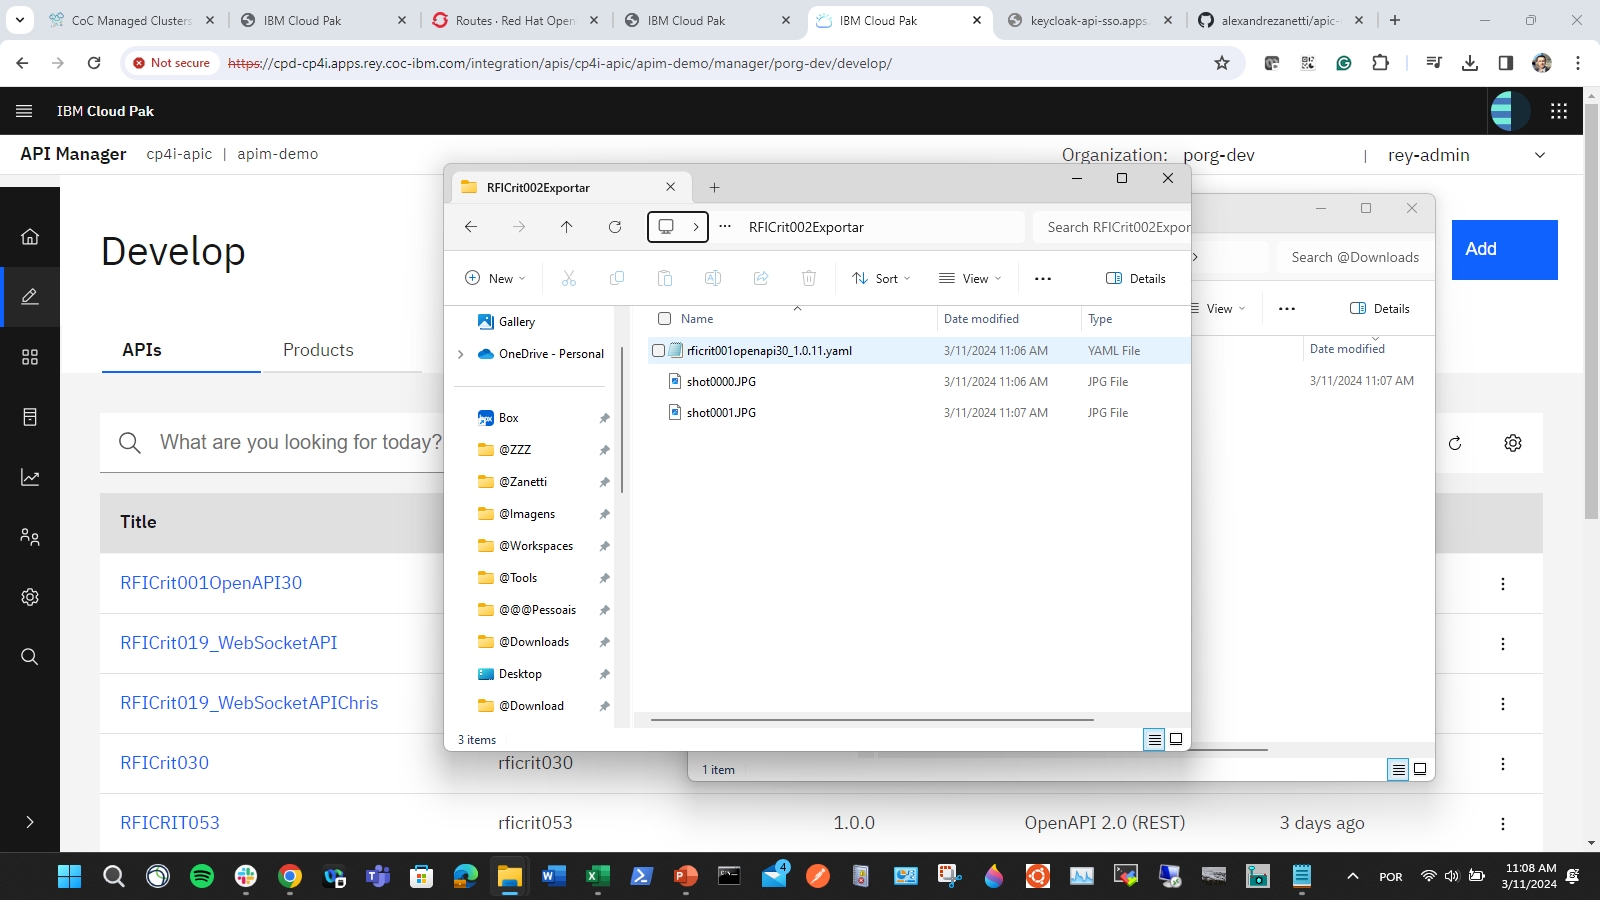 CoC Managed Clusters
IBM Cloud Pak
Routes · Red Hat Open
IBM Cloud Pak
IBM Cloud Pak
keycloak-api-sso.apps
alexandrezanetti/apic-
Not secure
https://cpd-cp4i.apps.rey.coc-ibm.com/integration/apis/cp4i-apic/apim-demo/manager/porg-dev/develop/
IBM Cloud Pak
API Manager cp4i-apic | apim-demo
Organization: porg-dev | rey-admin
RFICrit002Exportar
RFICrit002Exportar
Search RFICrit002Expor
New
Sort
View
Details
Name Date modified Type
rficrit001openapi30_1.0.11.yaml 3/11/2024 11:06 AM YAML File
shot0000.JPG 3/11/2024 11:06 AM JPG File
shot0001.JPG 3/11/2024 11:07 AM JPG File
Gallery
OneDrive - Personal
Box
@ZZZ
@Zanetti
@Imagens
@Workspaces
@Tools
@@@Pessoais
@Downloads
Desktop
@Download
3 items
Search @Downloads
View
Details
Date modified
3/11/2024 11:07 AM
1 item
Develop
Add
APIs
Products
What are you looking for today?
Title
RFICrit001OpenAPI30
RFICrit019_WebSocketAPI
RFICrit019_WebSocketAPIChris
RFICrit030 rficrit030
RFICRIT053 rficrit053 1.0.0 OpenAPI 2.0 (REST) 3 days ago
4
POR
11:08 AM
3/11/2024